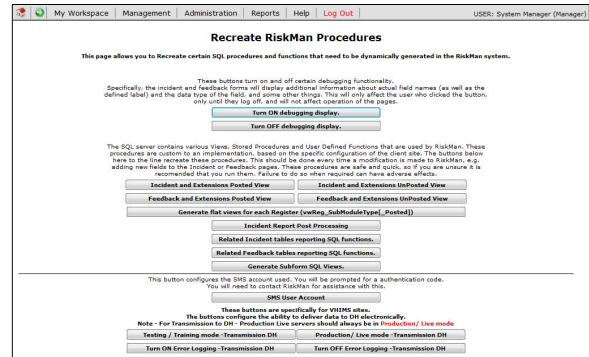 My Workspace Management Administration Reports Help Log Out USER: System Manager (Manager)
Recreate RiskMan Procedures
This page allows you to Recreate certain SQL procedures and functions that need to be dynamically generated in the RiskMan system.
These buttons turn on and off certain debugging functionality.
Specifically, the incident and feedback forms will display additional information about actual field names (as well as the
defined label) and the data type of the field, and some other things. This will only affect the user who clicked the button,
only until they log off, and will not affect operation of the pages.
Turn ON debugging display.
Turn OFF debugging display.
The SQL server contains various Views, Stored Procedures and User Defined Functions that are used by RiskMan. These
procedures are custom to an implementation, based on the specific configuration of the client site. The buttons below
here to the line recreate these procedures. This should be done every time a modification is made to RiskMan, e.g.
adding new fields to the Incident or Feedback pages. These procedures are safe and quick, so if you are unsure it is
recomended that you run them. Failure to do so when required can have adverse effects.
Incident and Extensions Posted View Incident and Extensions UnPosted View
Feedback and Extensions Posted View Feedback and Extensions UnPosted View
Generate flat views for each Register (vwReg_SubModuleType[_Posted])
Incident Report Post Processing
Related Incident tables reporting SQL functions.
Related Feedback tables reporting SQL functions.
Generate Subform SQL Views.
This button configures the SMS account used. You will be prompted for a authentication code.
You will need to contact RiskMan for assistance with this.
SMS User Account
These buttons are specifically for VHIMS sites.
The buttons configure the ability to deliver data to DH electronically.
Note - For Transmission to DH - Production Live servers should always be in Production/ Live mode
Testing / Training mode -Transmission DH Production/ Live mode -Transmission DH
Turn ON Error Logging -Transmission DH Turn OFF Error Logging -Transmission DH